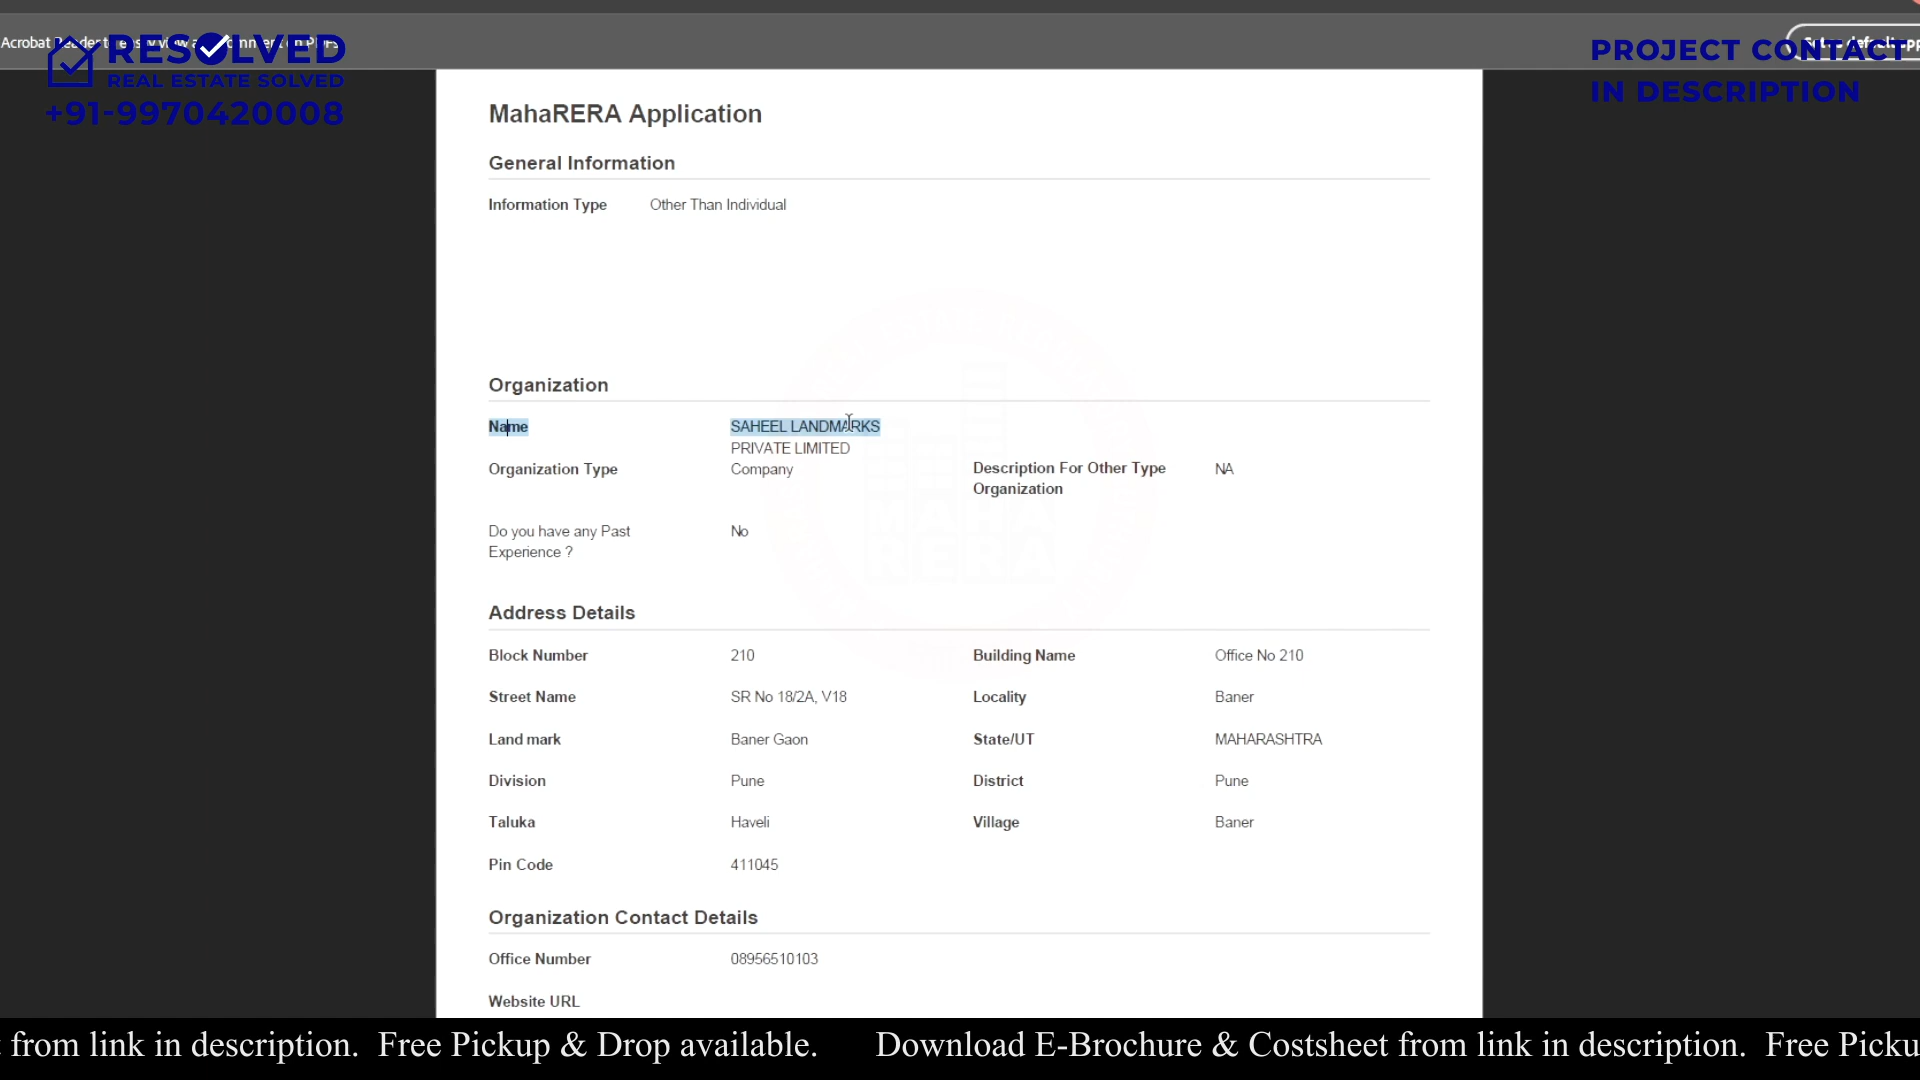 RESOLVED
REAL ESTATE SOLVED
+91-9970420008
PROJECT CONTACT
IN DESCRIPTION
MahaRERA Application
General Information
Information Type Other Than Individual
Organization
Name SAHEEL LANDMARKS
PRIVATE LIMITED
Organization Type Company Description For Other Type NA
Organization
Do you have any Past No
Experience ?
MAHA
RERA
Address Details
Block Number 210 Building Name Office No 210
Street Name SR No 18/2A, V18 Locality Baner
Land mark Baner Gaon State/UT MAHARASHTRA
Division Pune District Pune
Taluka Haveli Village Baner
Pin Code 411045
Organization Contact Details
Office Number 08956510103
Website URL
from link in description. Free Pickup & Drop available. Download E-Brochure & Costsheet from link in description. Free Picku